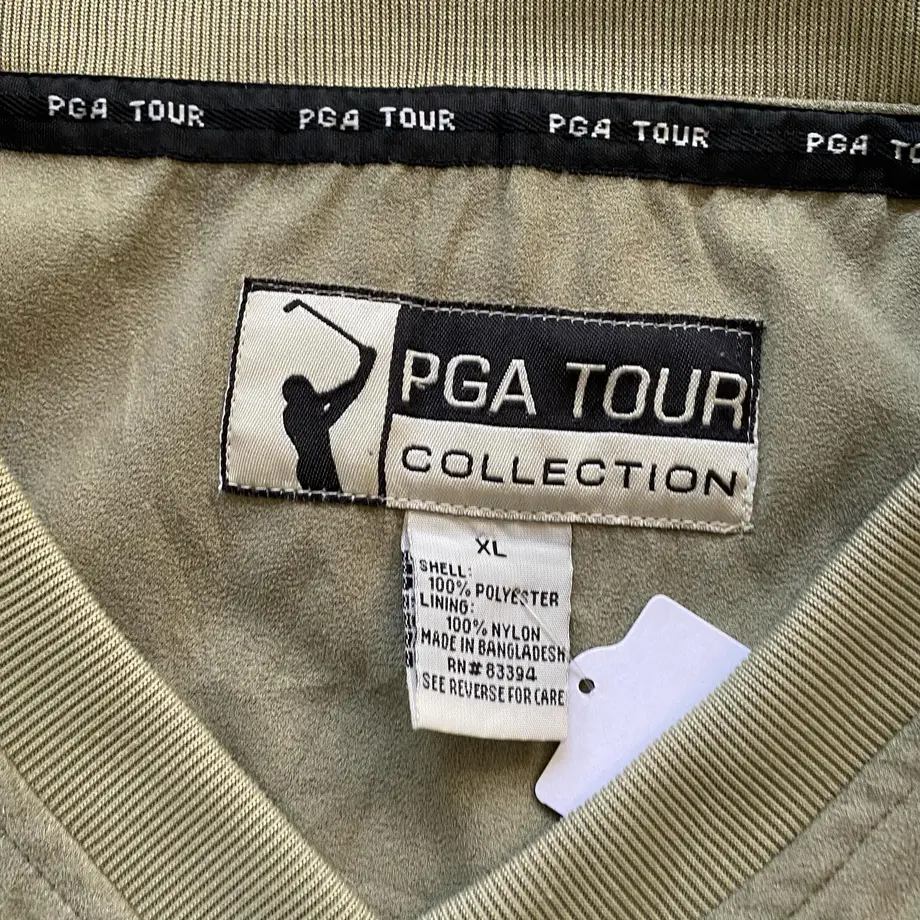 PGA TOUR PGA TOUR PGA TOUR PGA
PGA TOUR
COLLECTION
XL
SHELL:
100% POLYESTER
LINING:
100% NYLON
MADE IN BANGLADESH
RN# 83394
SEE REVERSE FOR CARE